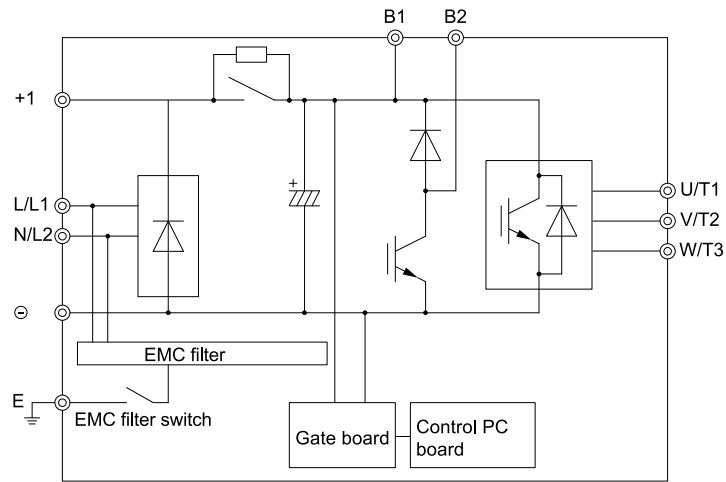 B1
B2
+1
+
L/L1
N/L2
U/T1
V/T2
W/T3
⊖
EMC filter
E
EMC filter switch
Gate board
Control PC
board